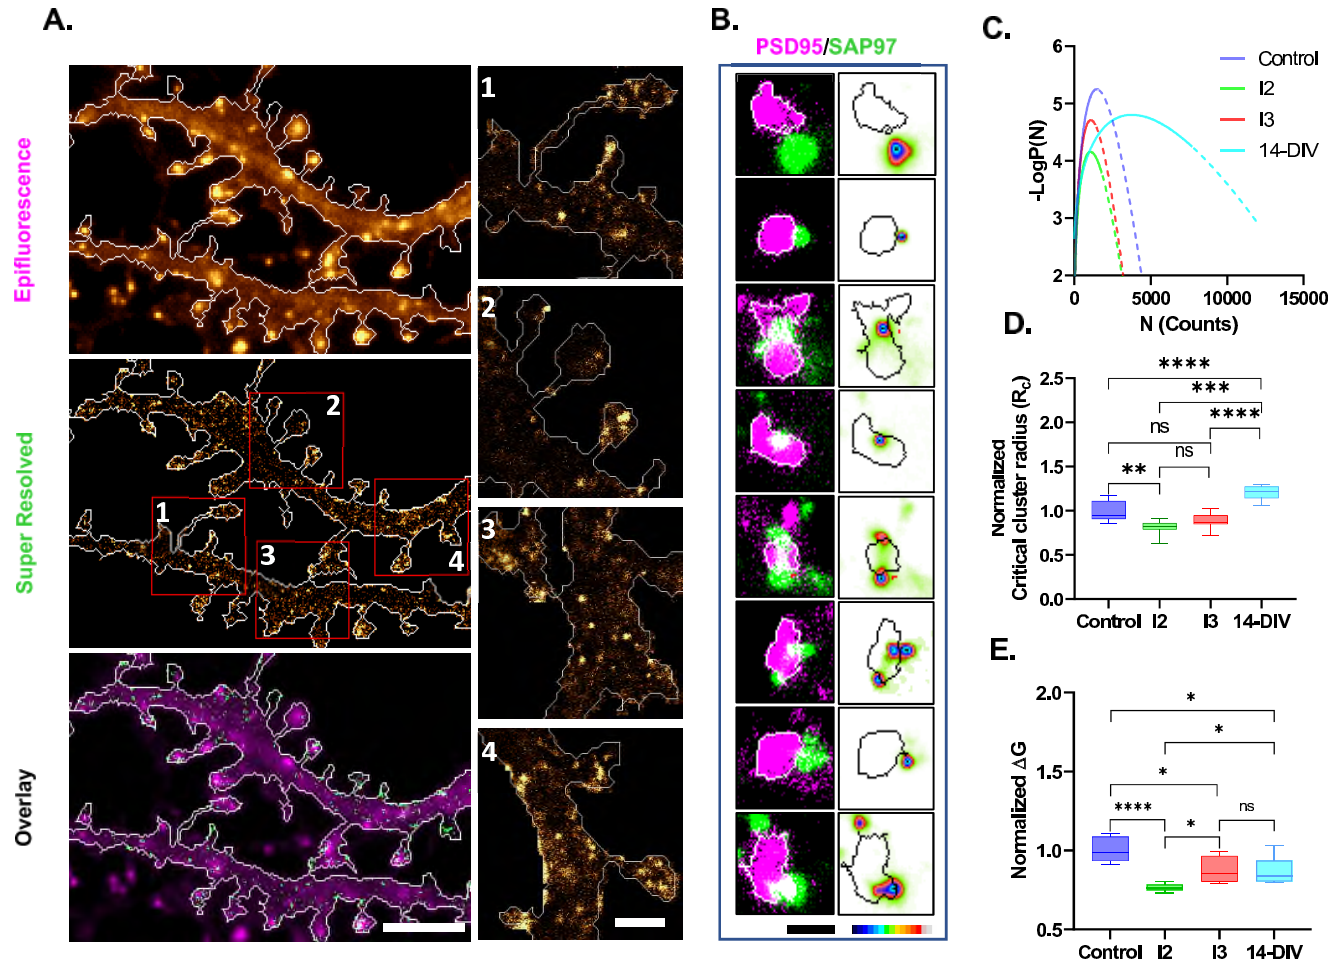 A.
Epifluorescence
Super Resolved
Overlay
1
2
3
4
1
2
3
4
B.
PSD95/SAP97
C.
-LogP(N)
6
5
4
3
2
0
5000
10000
15000
N (Counts)
Control
I2
I3
14-DIV
D.
Normalized
Critical cluster radius (RC)
2.5
2.0
1.5
1.0
0.5
0.0
****
***
****
ns
ns
**
Control
I2
I3
14-DIV
E.
Normalized ΔG
2.0
1.5
1.0
0.5
*
*
*
****
*
ns
Control
I2
I3
14-DIV